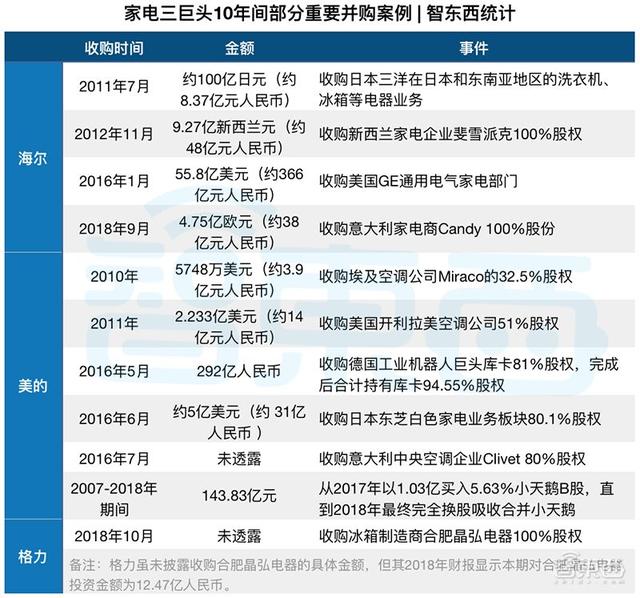 家电三巨头10年间部分重要并购案例 | 智东西统计
收购时间 金额 事件
海尔
2011年7月 约100亿日元（约8.37亿元人民币） 收购日本三洋在日本和东南亚地区的洗衣机、冰箱等电器业务
2012年11月 9.27亿新西兰元（约48亿元人民币） 收购新西兰家电企业斐雪派克100%股权
2016年1月 55.8亿美元（约366亿元人民币） 收购美国GE通用电气家电部门
2018年9月 4.75亿欧元（约38亿元人民币） 收购意大利家电商Candy 100%股份
美的
2010年 5748万美元（约3.9亿元人民币） 收购埃及空调公司Miraco的32.5%股权
2011年 2.233亿美元（约14亿元人民币） 收购美国开利拉美空调公司51%股权
2016年5月 292亿人民币 收购德国工业机器人巨头库卡81%股权，完成后合计持有库卡94.55%股权
2016年6月 约5亿美元（约 31亿人民币 ） 收购日本东芝白色家电业务板块80.1%股权
2016年7月 未透露 收购意大利中央空调企业Clivet 80%股权
2007-2018年期间 143.83亿元 从2017年以1.03亿买入5.63%小天鹅B股，直到2018年最终完全换股吸收合并小天鹅
格力
2018年10月 未透露 收购冰箱制造商合肥晶弘电器100%股权
备注：格力虽未披露收购合肥晶弘电器的具体金额，但其2018年财报显示本期对合肥晶弘电器
投资金额为12.47亿人民币。
智东西